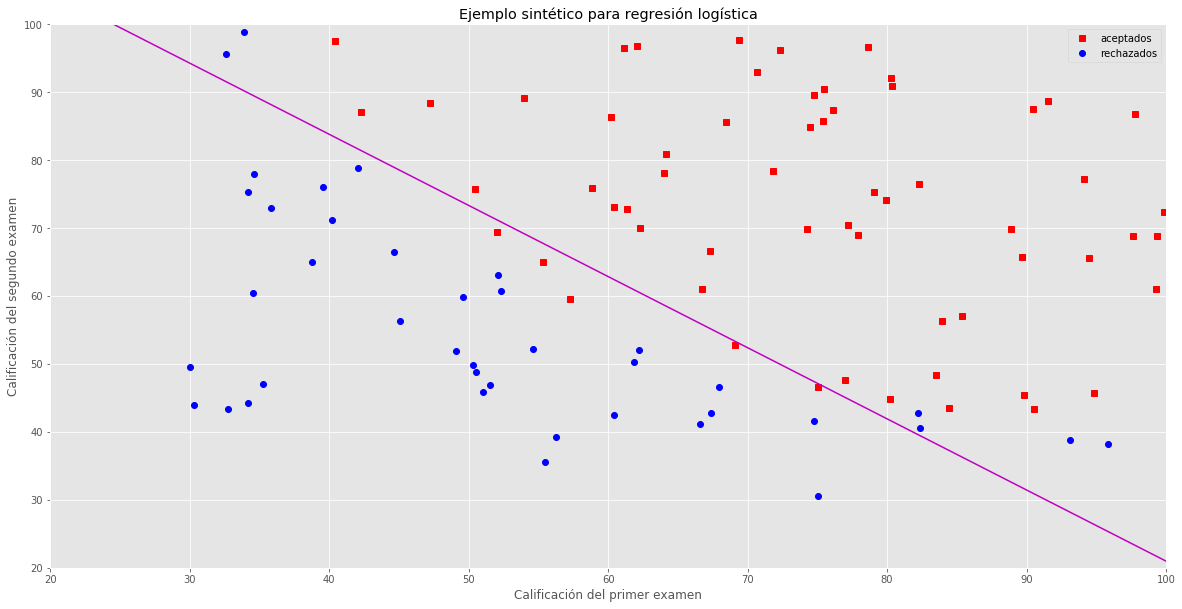 Ejemplo sintético para regresión logística
aceptados
rechazados
Calificación del segundo examen
100
90
80
70
60
50
40
30
20
20 30 40 50 60 70 80 90 100
Calificación del primer examen